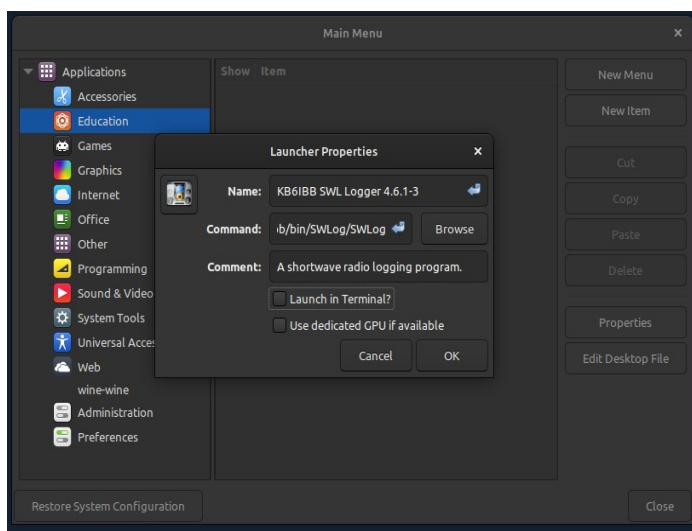 Main Menu
×
Applications
Show Item
New Menu
Accessories
New Item
Education
Games
Launcher Properties
×
Graphics
Cut
Internet
Name:
KB6IBB SWL Logger 4.6.1-3
Copy
Office
Command:
b/bin/SWLog/SWLog
Browse
Other
Paste
Programming
Comment:
A shortwave radio logging program.
Delete
Sound & Video
Launch in Terminal?
System Tools
Use dedicated GPU if available
Properties
Universal Acces
Cancel
OK
Edit Desktop File
Web
wine-wine
Administration
Preferences
Restore System Configuration
Close